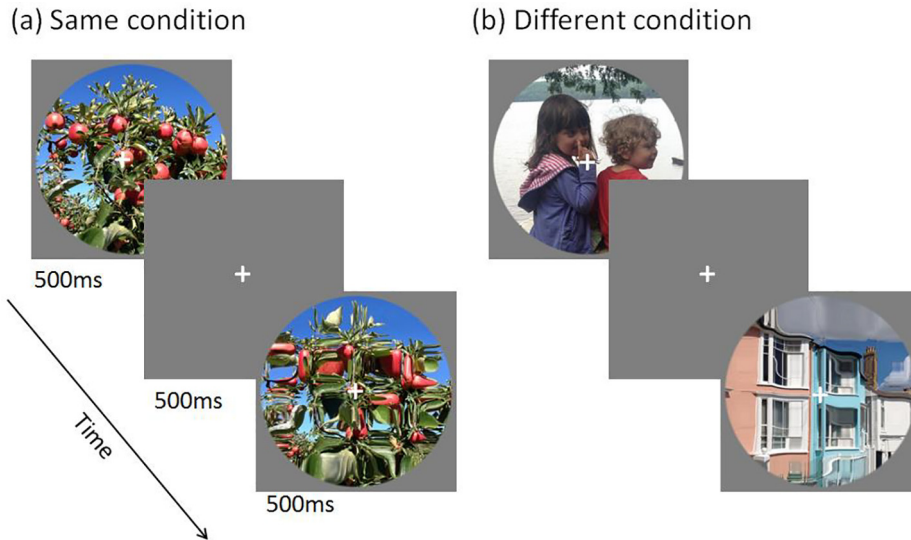 (a) Same condition
(b) Different condition
500ms
500ms
500ms
Time